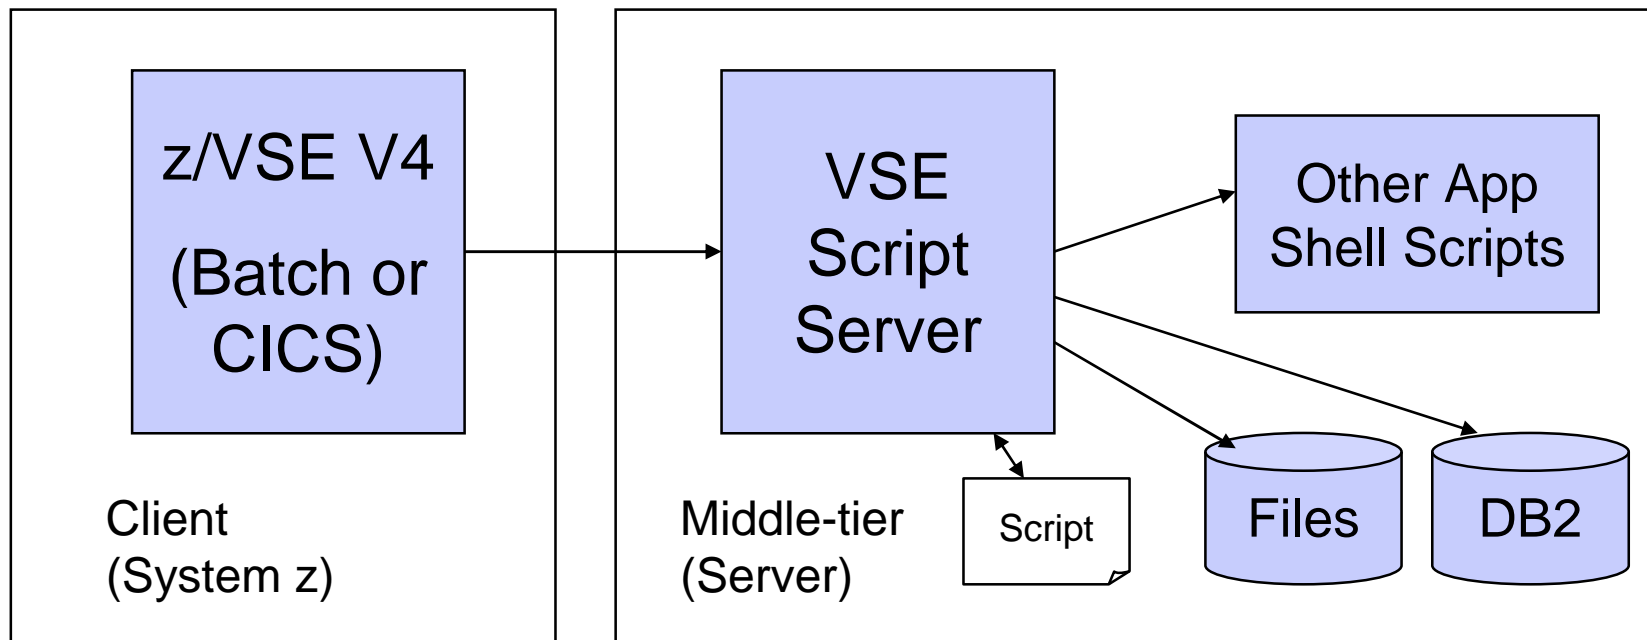 z/VSE V4
(Batch or
CICS)
Client
(System z)
VSE
Script
Server
Other App
Shell Scripts
Middle-tier
(Server)
Script
Files
DB2